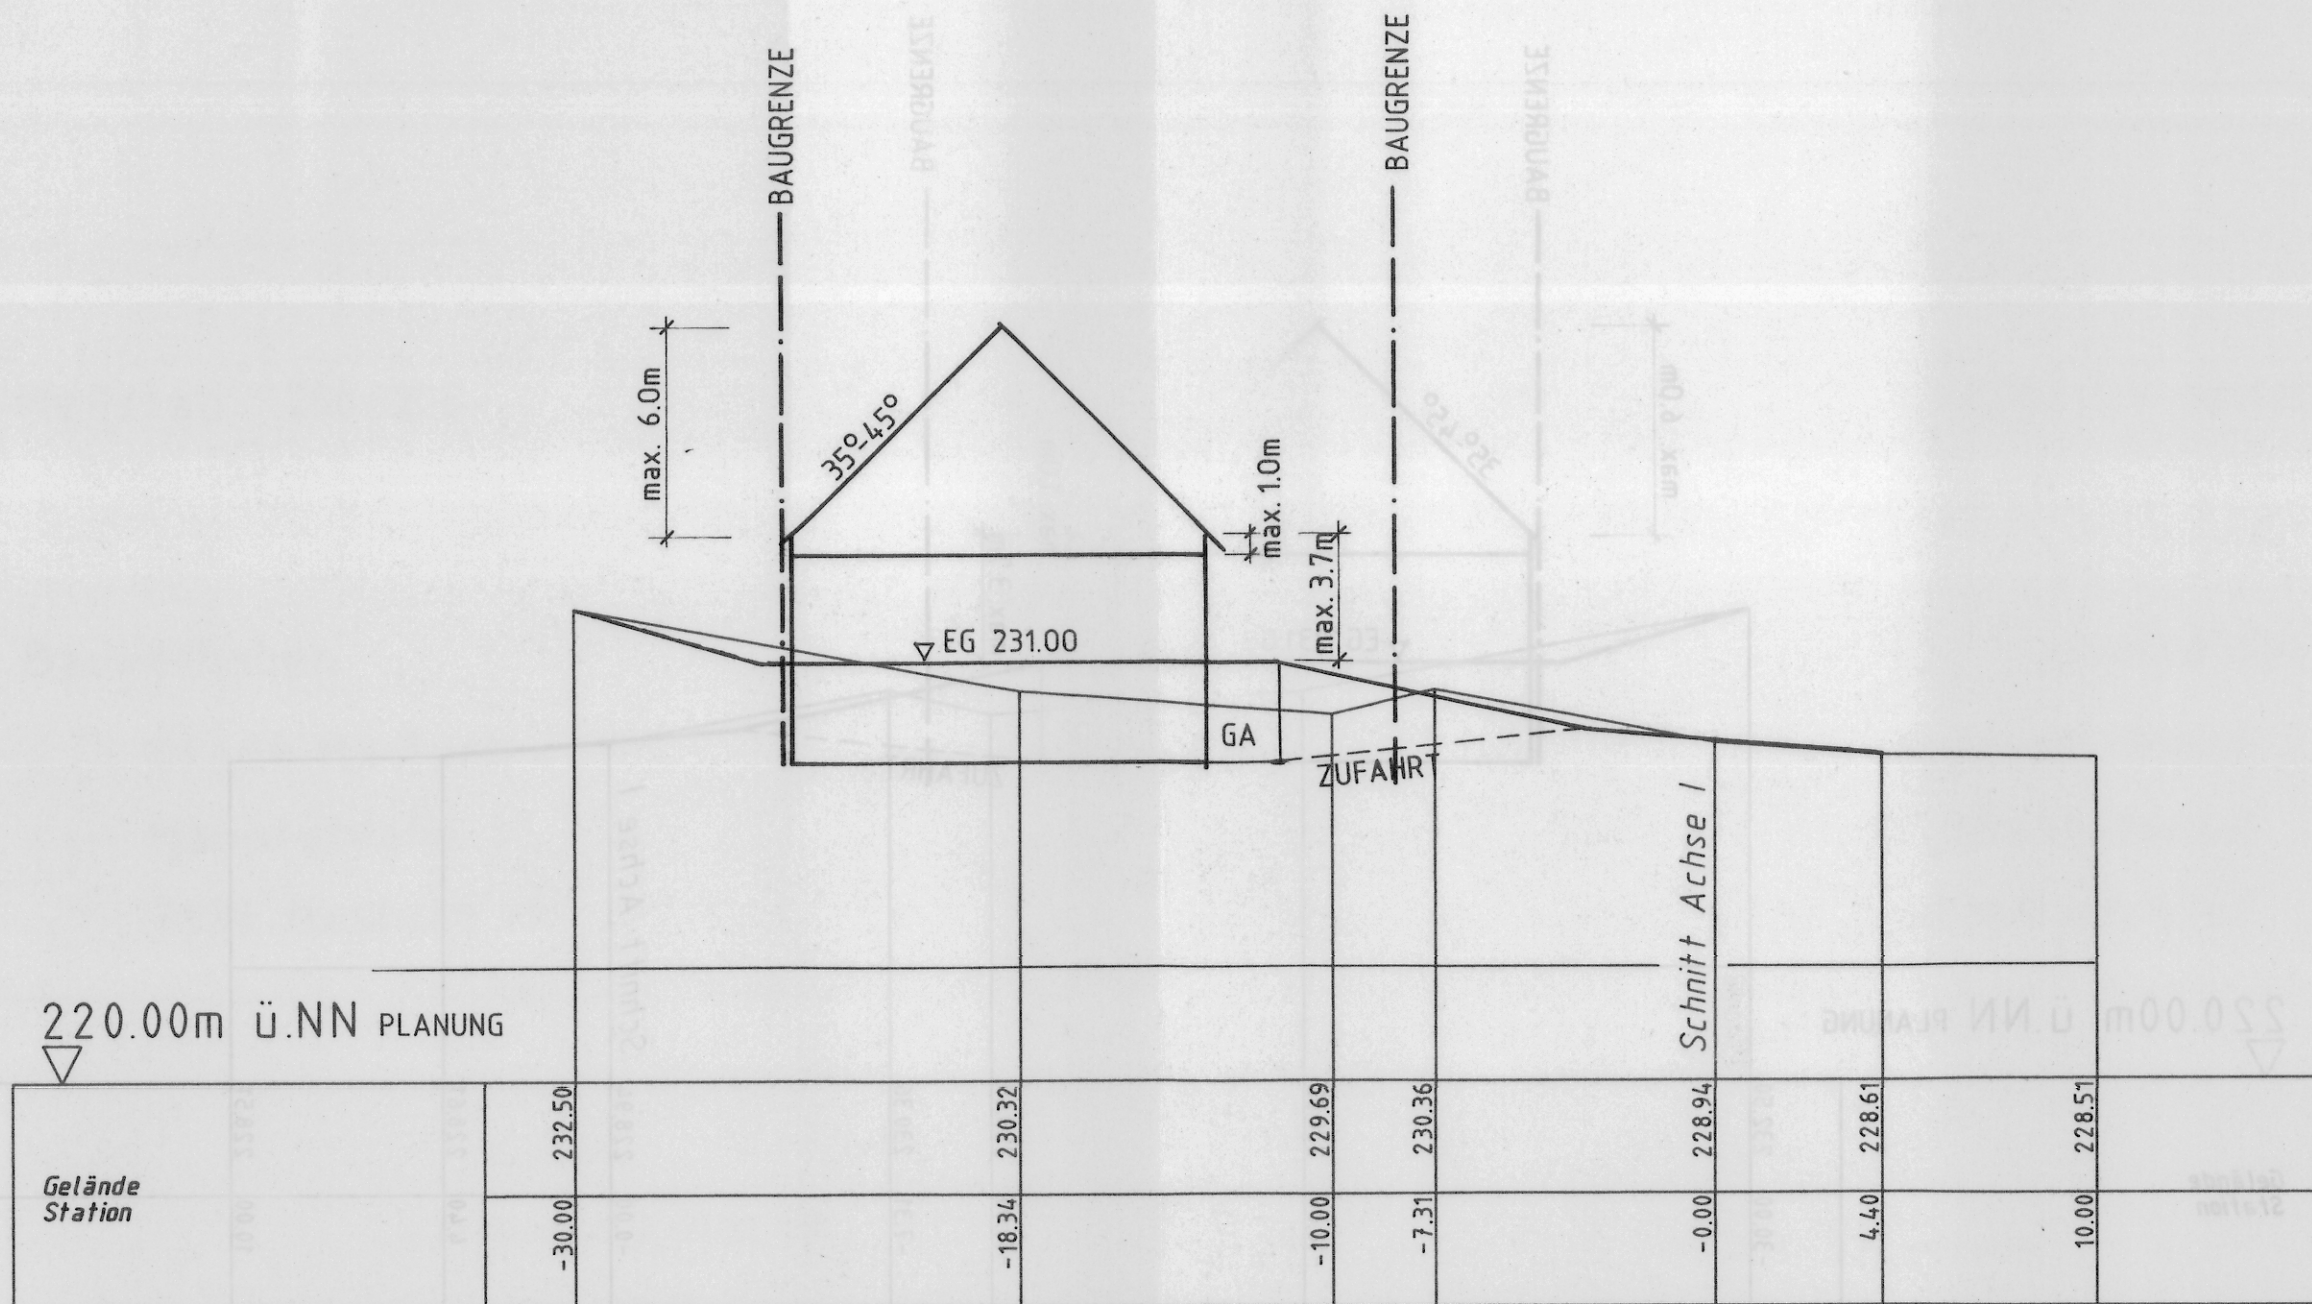 BAUGRENZE
BAUGRENZE
max. 6.0m
35°-45°
max. 1.0m
max. 3.7m
EG 231.00
GA
ZUFAHRT
Schnitt Achse I
220.00m ü.NN PLANUNG
Gelände
Station
232.50
230.32
229.69
230.36
228.94
228.61
228.51
-30.00
-18.34
-10.00
-7.31
-0.00
4.40
10.00